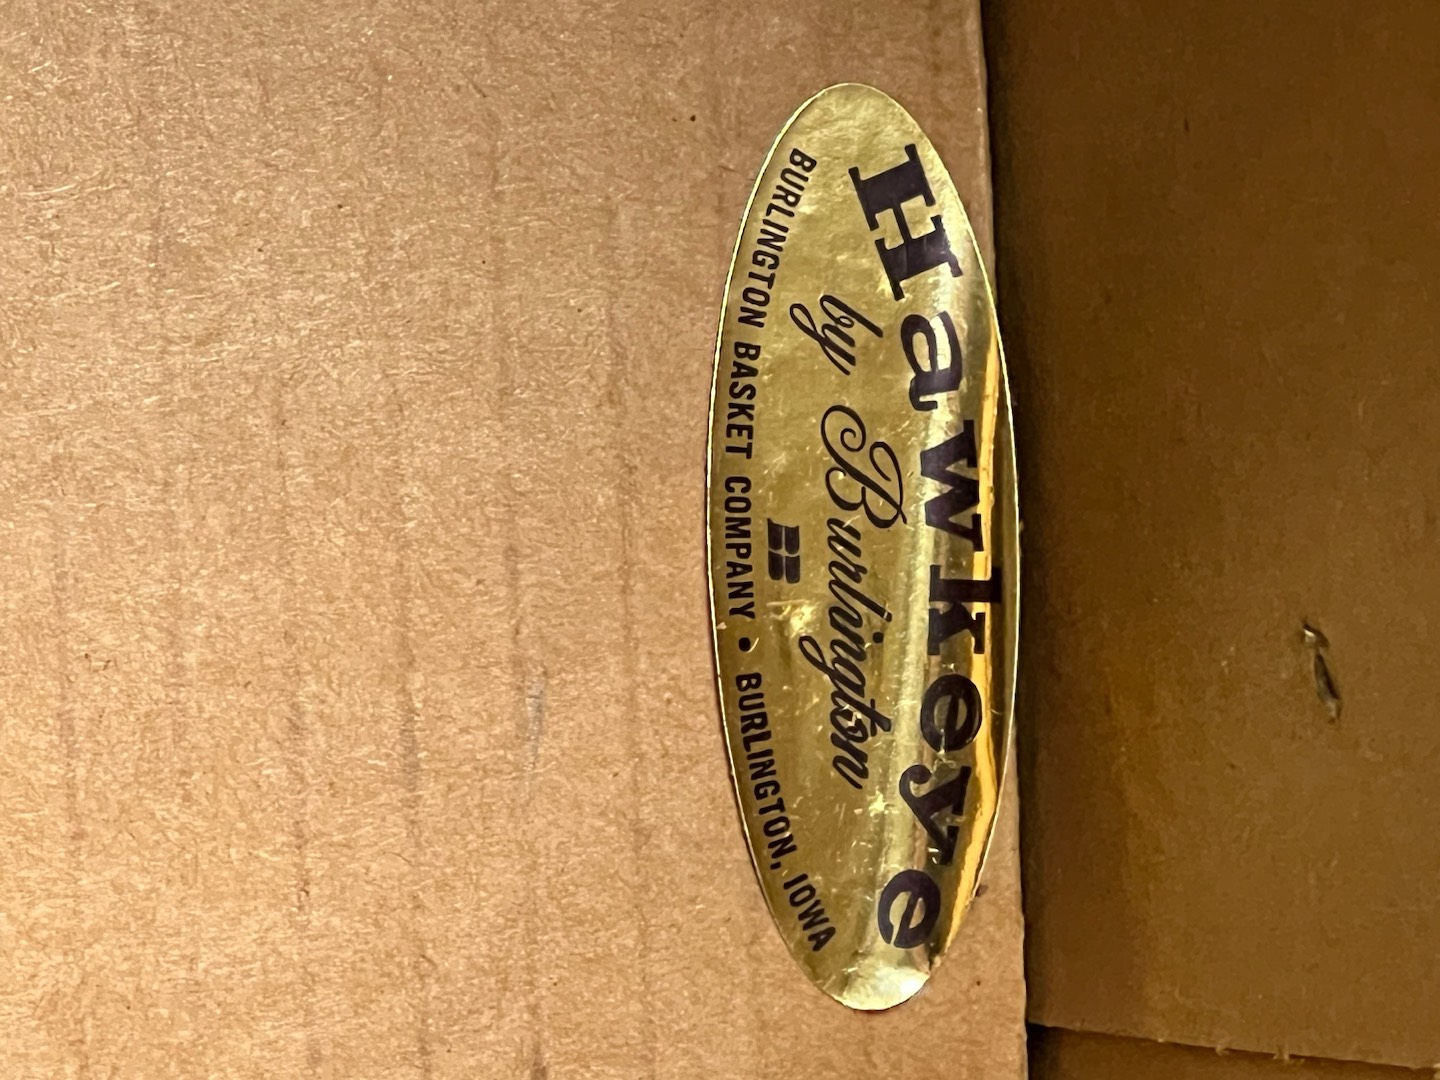 Hawkeye
by Burlington
BB
BURLINGTON BASKET COMPANY • BURLINGTON, IOWA